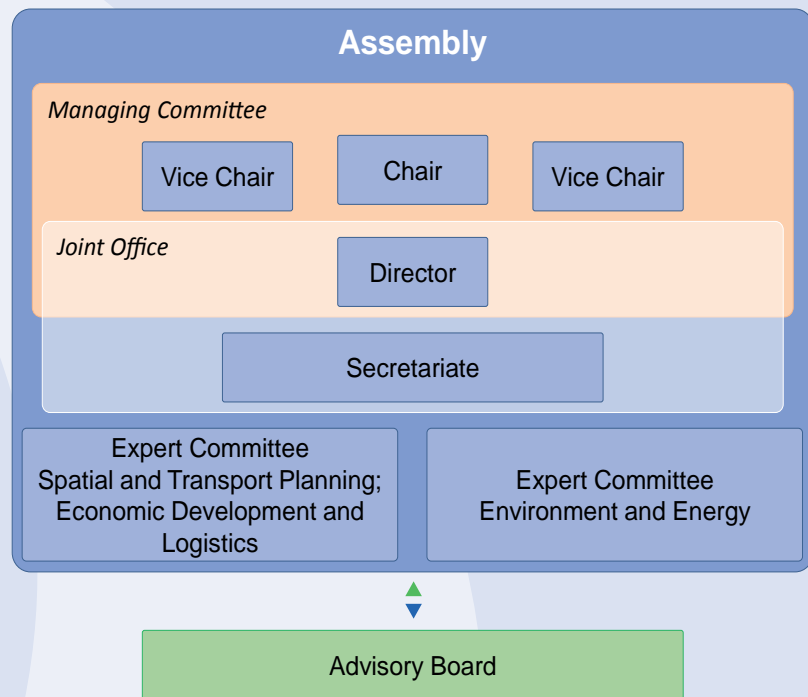 Assembly
Managing Committee
Vice Chair
Chair
Vice Chair
Joint Office
Director
Secretariate
Expert Committee
Spatial and Transport Planning;
Economic Development and
Logistics
Expert Committee
Environment and Energy
Advisory Board